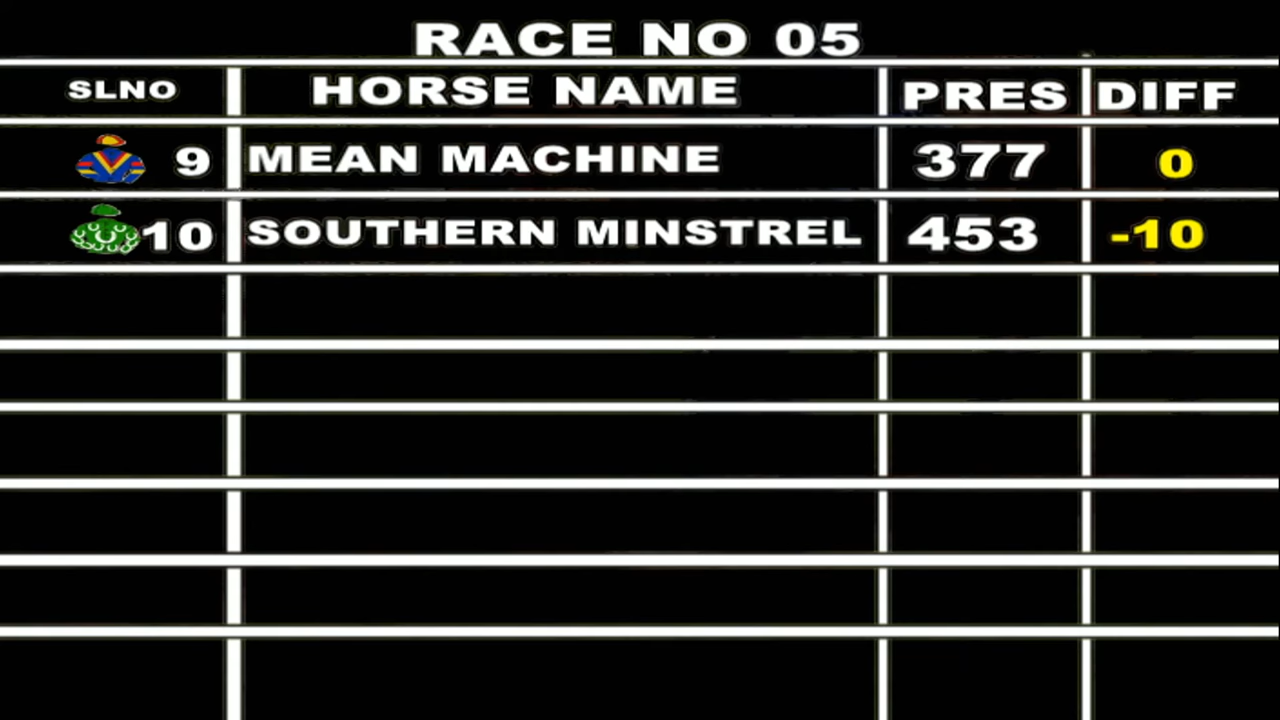 RACE NO 05
SLNO HORSE NAME PRES DIFF
9 MEAN MACHINE 377 0
10 SOUTHERN MINSTREL 453 -10